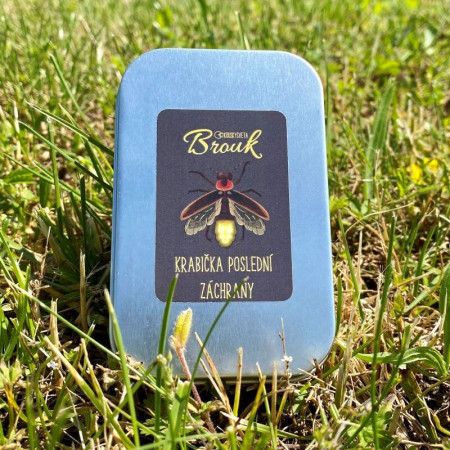 Brouk
KRABIČKA POSLEDNÍ
ZÁCHRANY